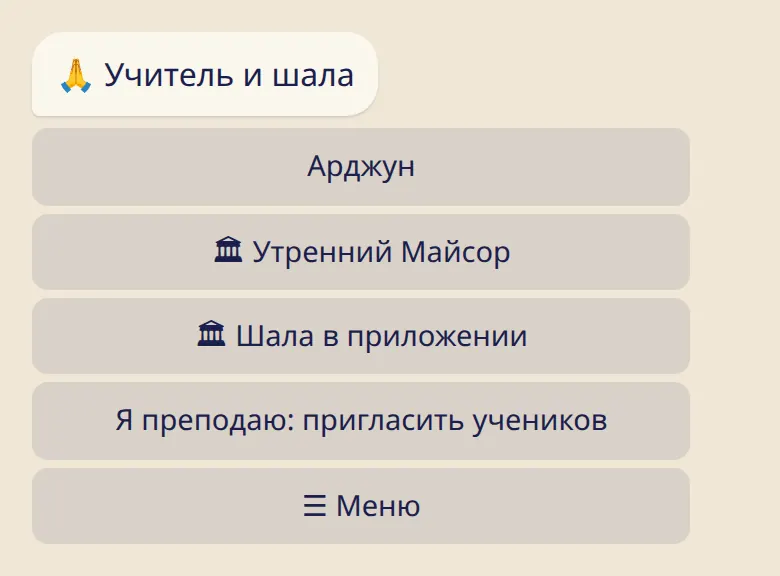 🙏 Учитель и шала
Арджун
🏛 Утренний Майсор
🏛 Шала в приложении
Я преподаю: пригласить учеников
☰ Меню